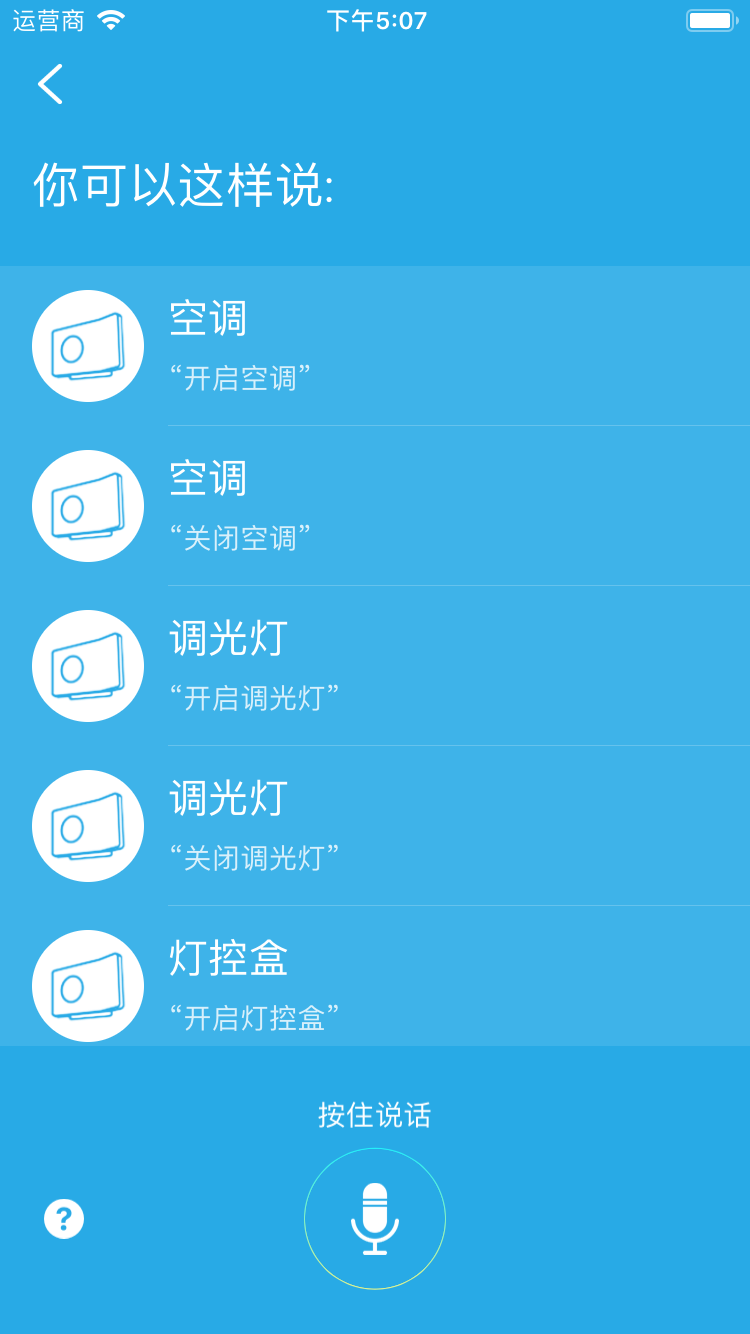 运营商 下午5:07
你可以这样说:
空调
“开启空调”
空调
“关闭空调”
调光灯
“开启调光灯”
调光灯
“关闭调光灯”
灯控盒
“开启灯控盒”
按住说话
?